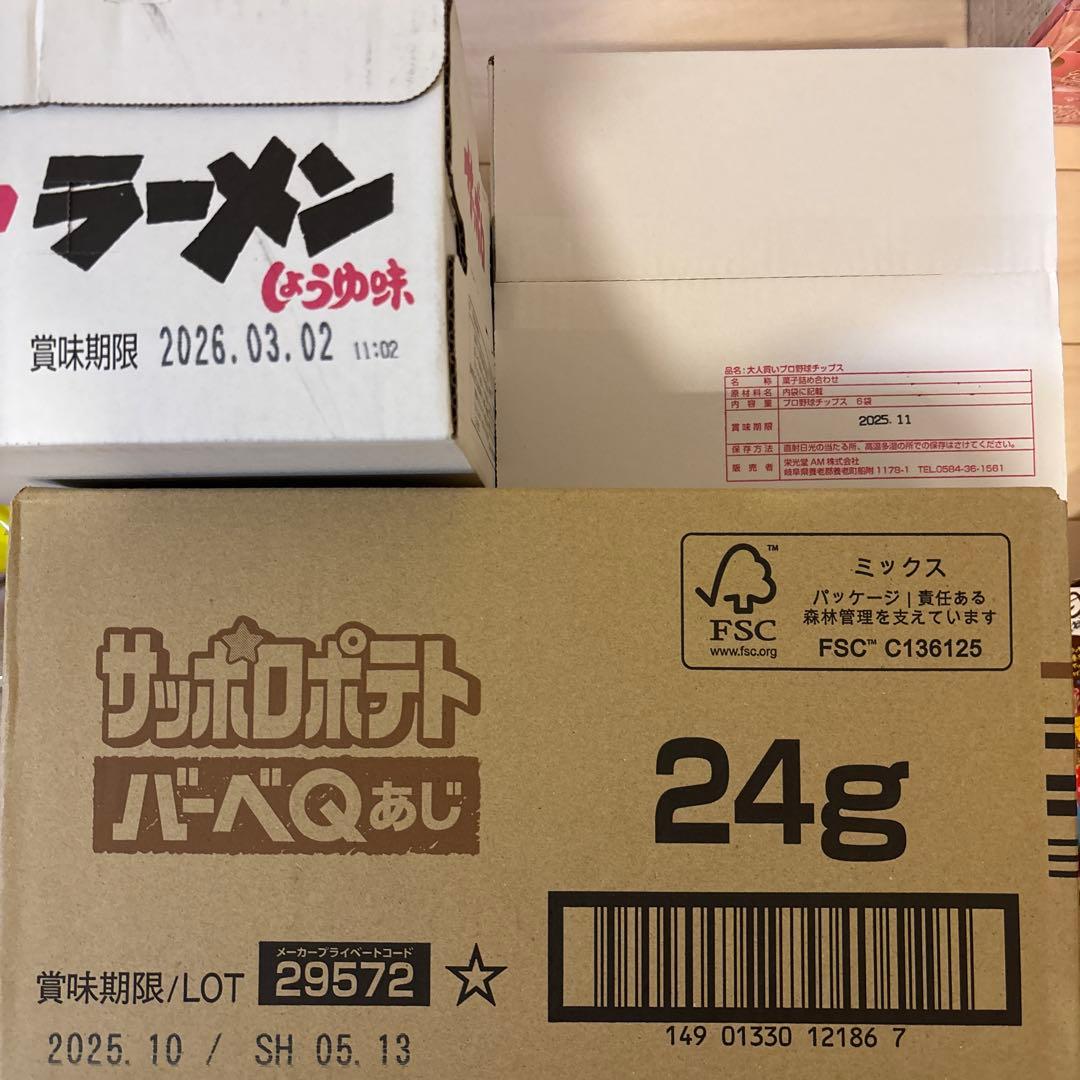 ラーメン
しょうゆ味
賞味期限 2026.03.02 11:02
品名:大人買いプロ野球チップス
名 称 菓子詰め合わせ
原材料名 内袋に記載
内容量 プロ野球チップス 6袋
賞味期限 2025.11
保存方法 直射日光の当たる所、高温多湿の所での保存はさけてください。
販売者 栄光堂AM株式会社
岐阜県養老郡養老町船附1178-1 TEL.0584-36-1561
FSC™
www.fsc.org
ミックス
パッケージ|責任ある
森林管理を支えています
FSC™ C136125
サッポロポテト
バーベQあじ
24g
賞味期限/LOT
メーカープライベートコード
29572
☆
2025.10 / SH 05.13
149 01330 12186 7